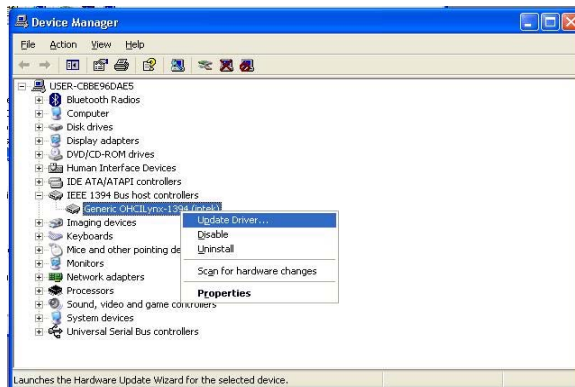 Device Manager
File Action View Help
USER-CBBE96DAE5
Bluetooth Radios
Computer
Disk drives
Display adapters
DVD/CD-ROM drives
Human Interface Devices
IDE ATA/ATAPI controllers
IEEE 1394 Bus host controllers
Generic OHCILynx-1394 (intek)
Update Driver...
Imaging devices
Disable
Keyboards
Uninstall
Mice and other pointing de
Monitors
Scan for hardware changes
Network adapters
Processors
Properties
Sound, video and game controllers
System devices
Universal Serial Bus controllers
Launches the Hardware Update Wizard for the selected device.